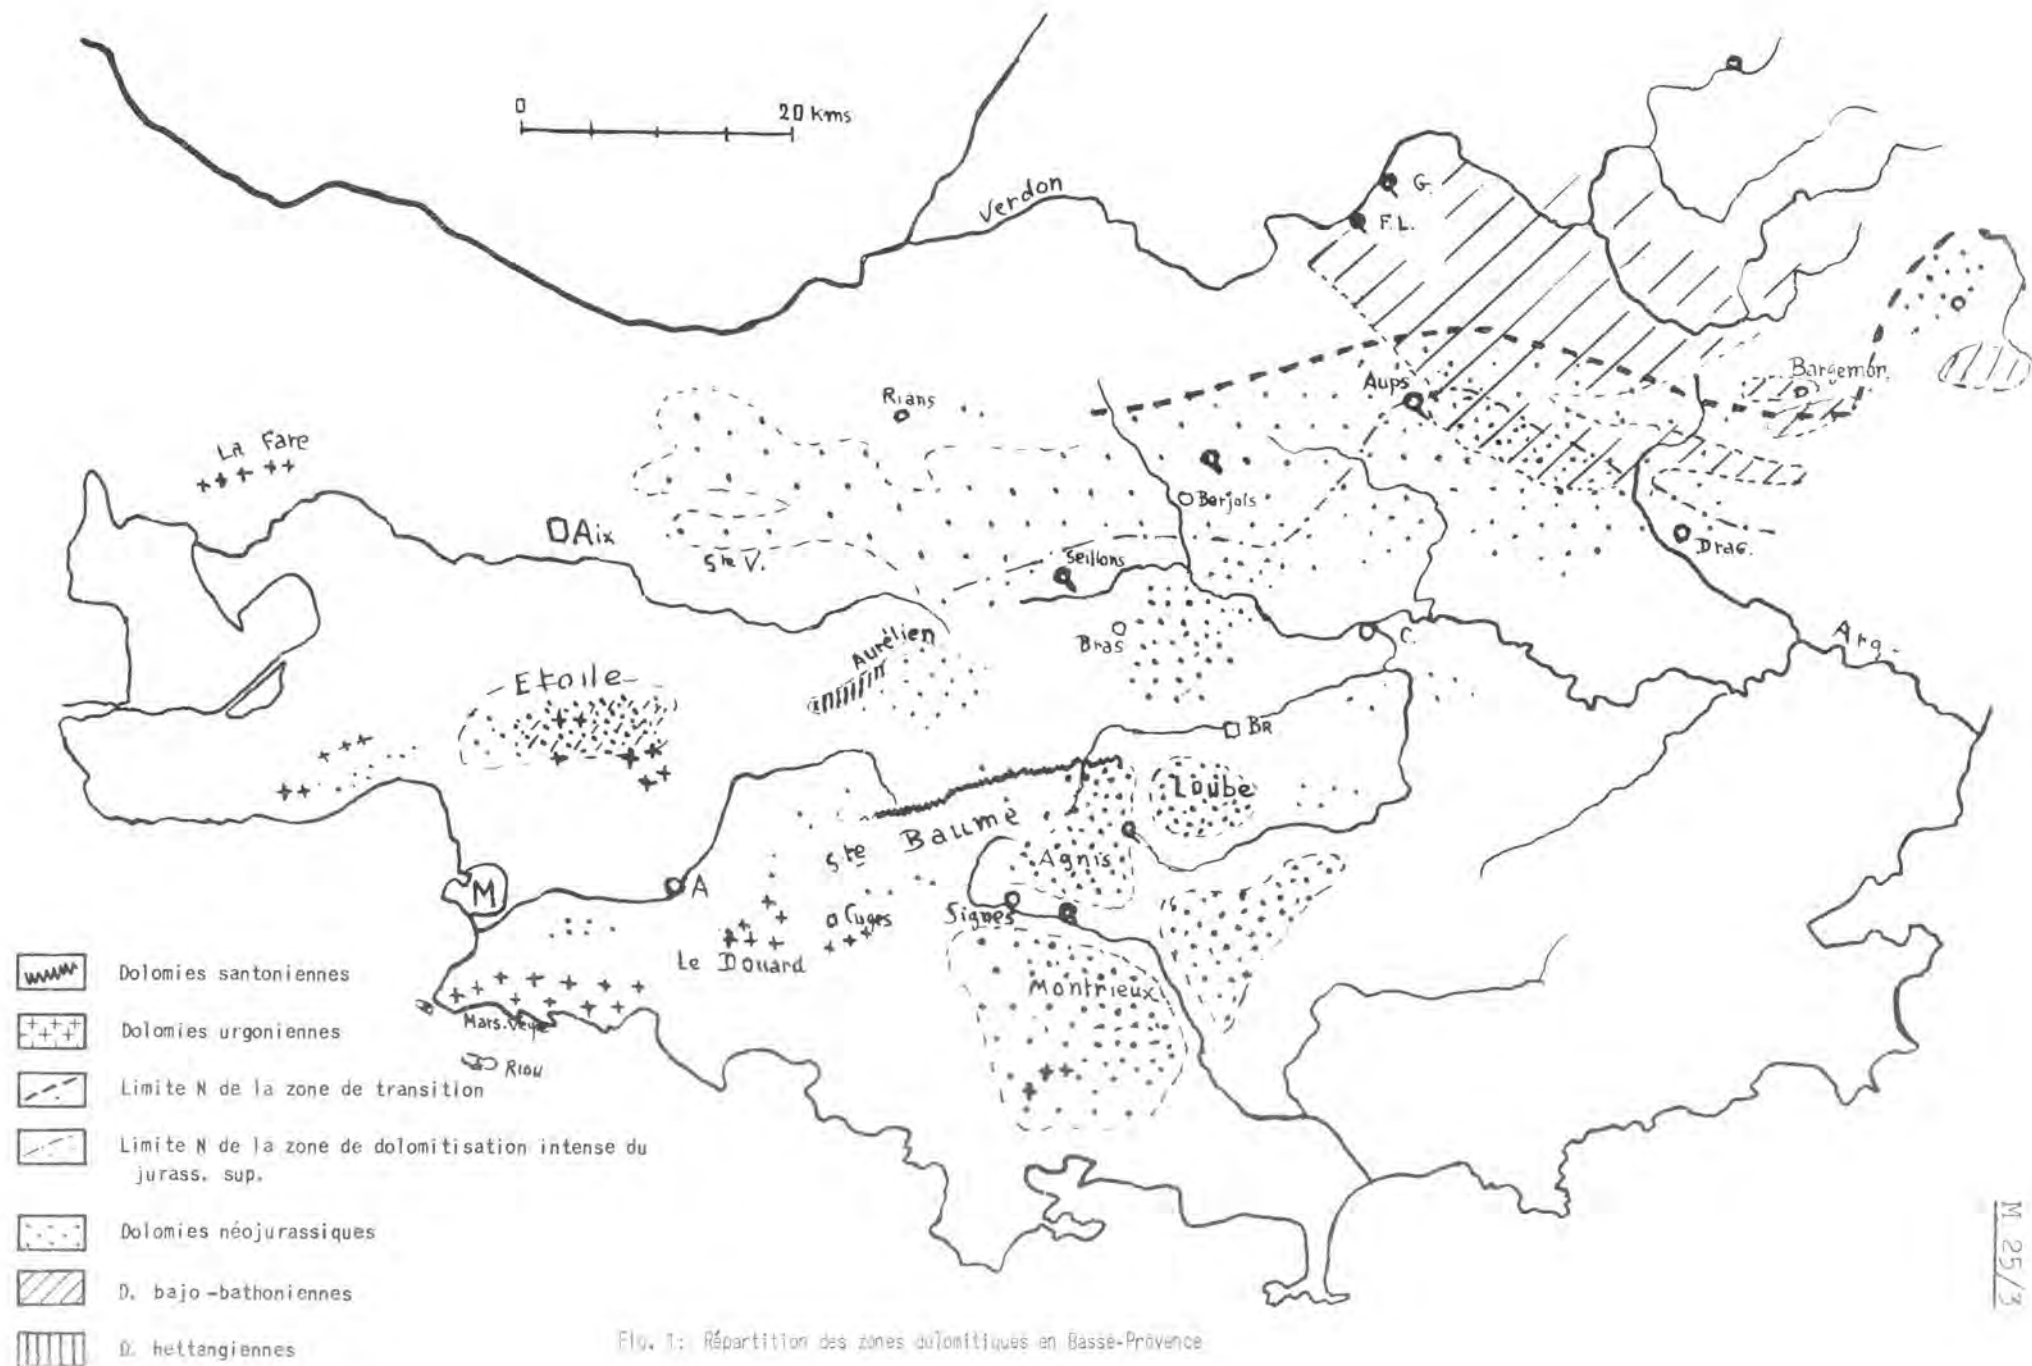 0 20 Kms
Verdon
G.
F.L.
Rians
Aups
La Fare
Aix
Ste V.
Barjols
Seillons
Drag.
Bras
C.
Arg.
Aurélien
Etoile
BR
Loube
Ste Baume
Agnis
M
A
Cuges
Signes
Le Douard
Montrieux
Mars. Veyre
RIOU
Dolomies santoniennes
Dolomies urgoniennes
Limite N de la zone de transition
Limite N de la zone de dolomitisation intense du
jurass. sup.
Dolomies néojurassiques
D. bajo-bathoniennes
D. hettangiennes
Fig. 1: Répartition des zones dolomitiques en Basse-Provence
M 25/3